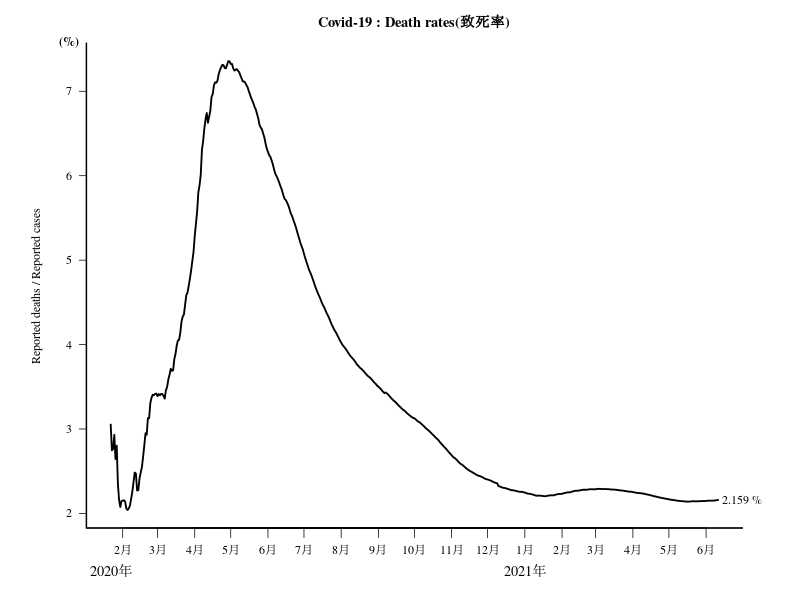 Covid-19 : Death rates(致死率)
(%)
7
6
5
4
3
2
Reported deaths / Reported cases
2.159 %
2月 3月 4月 5月 6月 7月 8月 9月 10月 11月 12月 1月 2月 3月 4月 5月 6月
2020年 2021年